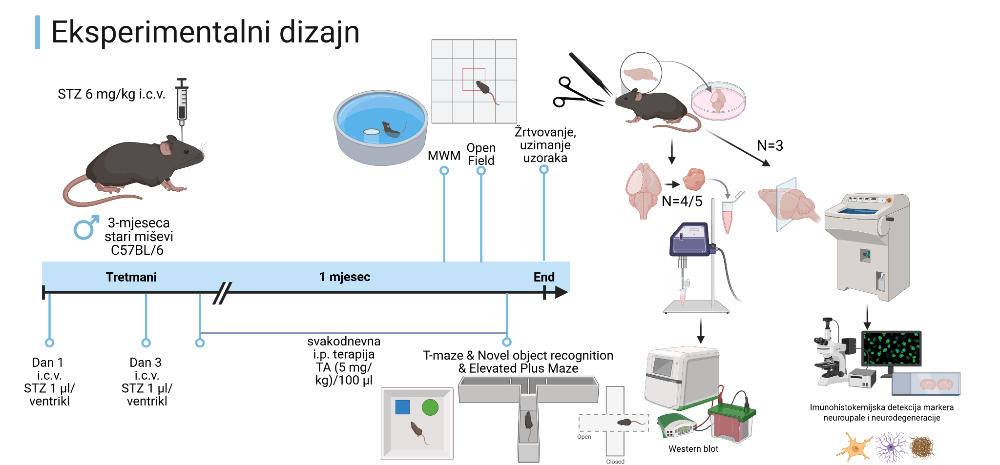 Eksperimentalni dizajn
STZ 6 mg/kg i.c.v.
3-mjeseca
stari miševi
C57BL/6
MWM
Open
Field
Žrtvovanje,
uzimanje
uzoraka
N=3
N=4/5
Tretmani
1 mjesec
End
Dan 1
i.c.v.
STZ 1 µl/
ventrikl
Dan 3
i.c.v.
STZ 1 µl/
ventrikl
svakodnevna
i.p. terapija
TA (5 mg/
kg)/100 µl
T-maze & Novel object recognition
& Elevated Plus Maze
Open
Closed
Western blot
Imunohistokemijska detekcija markera
neuroupale i neurodegeneracije